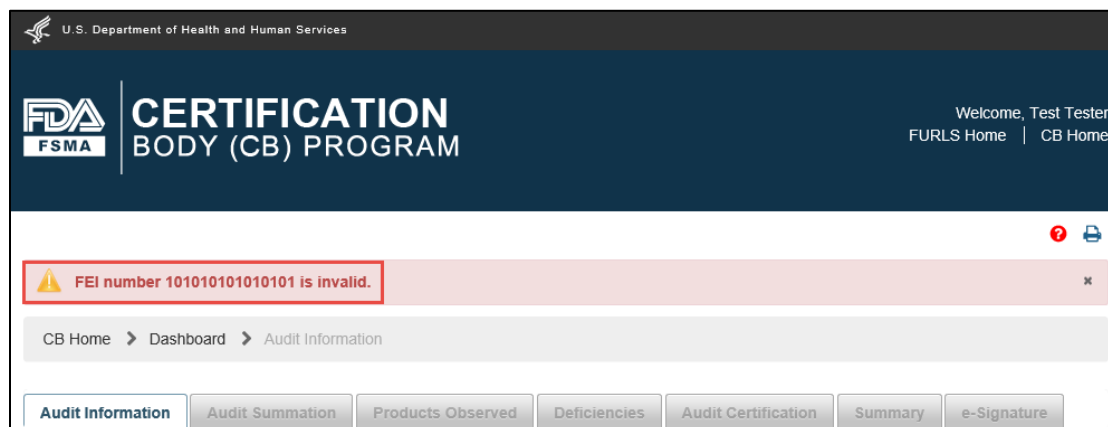 U.S. Department of Health and Human Services
FDA
FSMA
CERTIFICATION
BODY (CB) PROGRAM
Welcome, Test Tester
FURLS Home | CB Home
FEI number 101010101010101 is invalid.
CB Home > Dashboard > Audit Information
Audit Information Audit Summation Products Observed Deficiencies Audit Certification Summary e-Signature